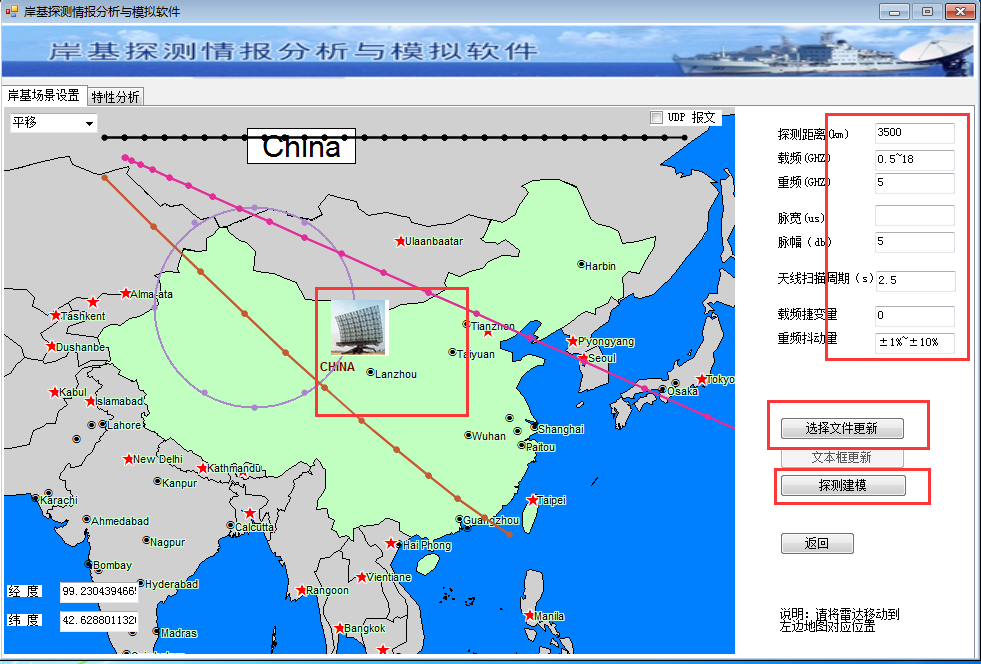 岸基探测情报分析与模拟软件
岸基探测情报分析与模拟软件
岸基场景设置 特性分析
平移
UDP 报文
China
探测距离(km) 3500
载频(GHZ) 0.5~18
重频(GHZ) 5
脉宽(us)
脉幅(db) 5
天线扫描周期(s) 2.5
载频捷变量 0
重频抖动量 ±1%~±10%
选择文件更新
文本框更新
探测建模
返回
说明：请将雷达移动到
左边地图对应位置
Ulaanbaatar
Harbin
Alma-ata
Tashkent
Tianzhen
Dushanbe
P'yongyang
Taiyuan
Seoul
CHINA
Lanzhou
Tokyo
Kabul
Osaka
Islamabad
Lahore
Shanghai
Wuhan
Paitou
New Delhi
Kathmandu
Kanpur
Karachi
Taipei
Ahmedabad
Guangzhou
Calcutta
Nagpur
Hai Phong
Bombay
Vientiane
Hyderabad
Rangoon
经 度 99.2304394665
纬 度 42.6288011320
Manila
Bangkok
Madras